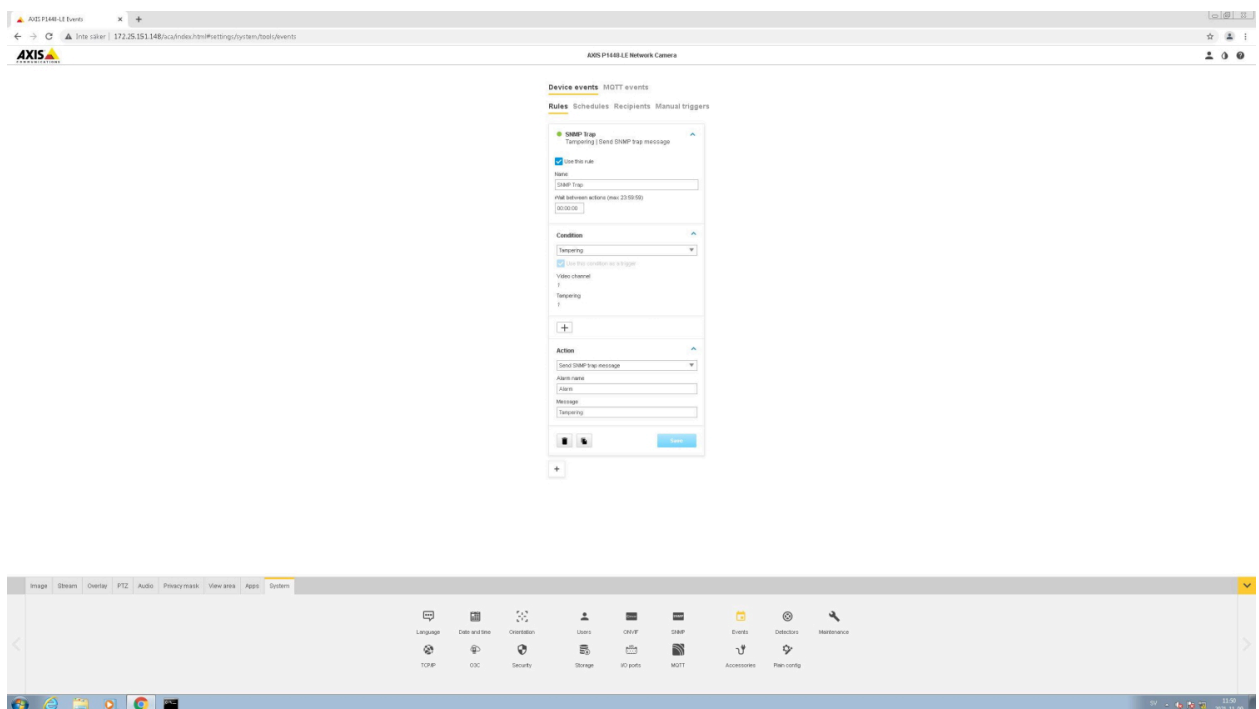 AXIS P1448-LE Events
Inte säker | 172.25.151.148/aca/index.html#settings/system/tools/events
AXIS
COMMUNICATIONS
AXIS P1448-LE Network Camera
Device events MQTT events
Rules Schedules Recipients Manual triggers
SNMP Trap
Tampering | Send SNMP trap message
Use this rule
Name
SNMP Trap
Wait between actions (max 23:59:59)
00:00:00
Condition
Tampering
Use this condition as a trigger
Video channel
1
Tampering
1
Action
Send SNMP trap message
Alarm name
Alarm
Message
Tampering
Save
Image Stream Overlay PTZ Audio Privacy mask View area Apps System
Language Date and time Orientation Users ONVIF SNMP Events Detectors Maintenance
TCP/IP O3C Security Storage I/O ports MQTT Accessories Plain config
SV